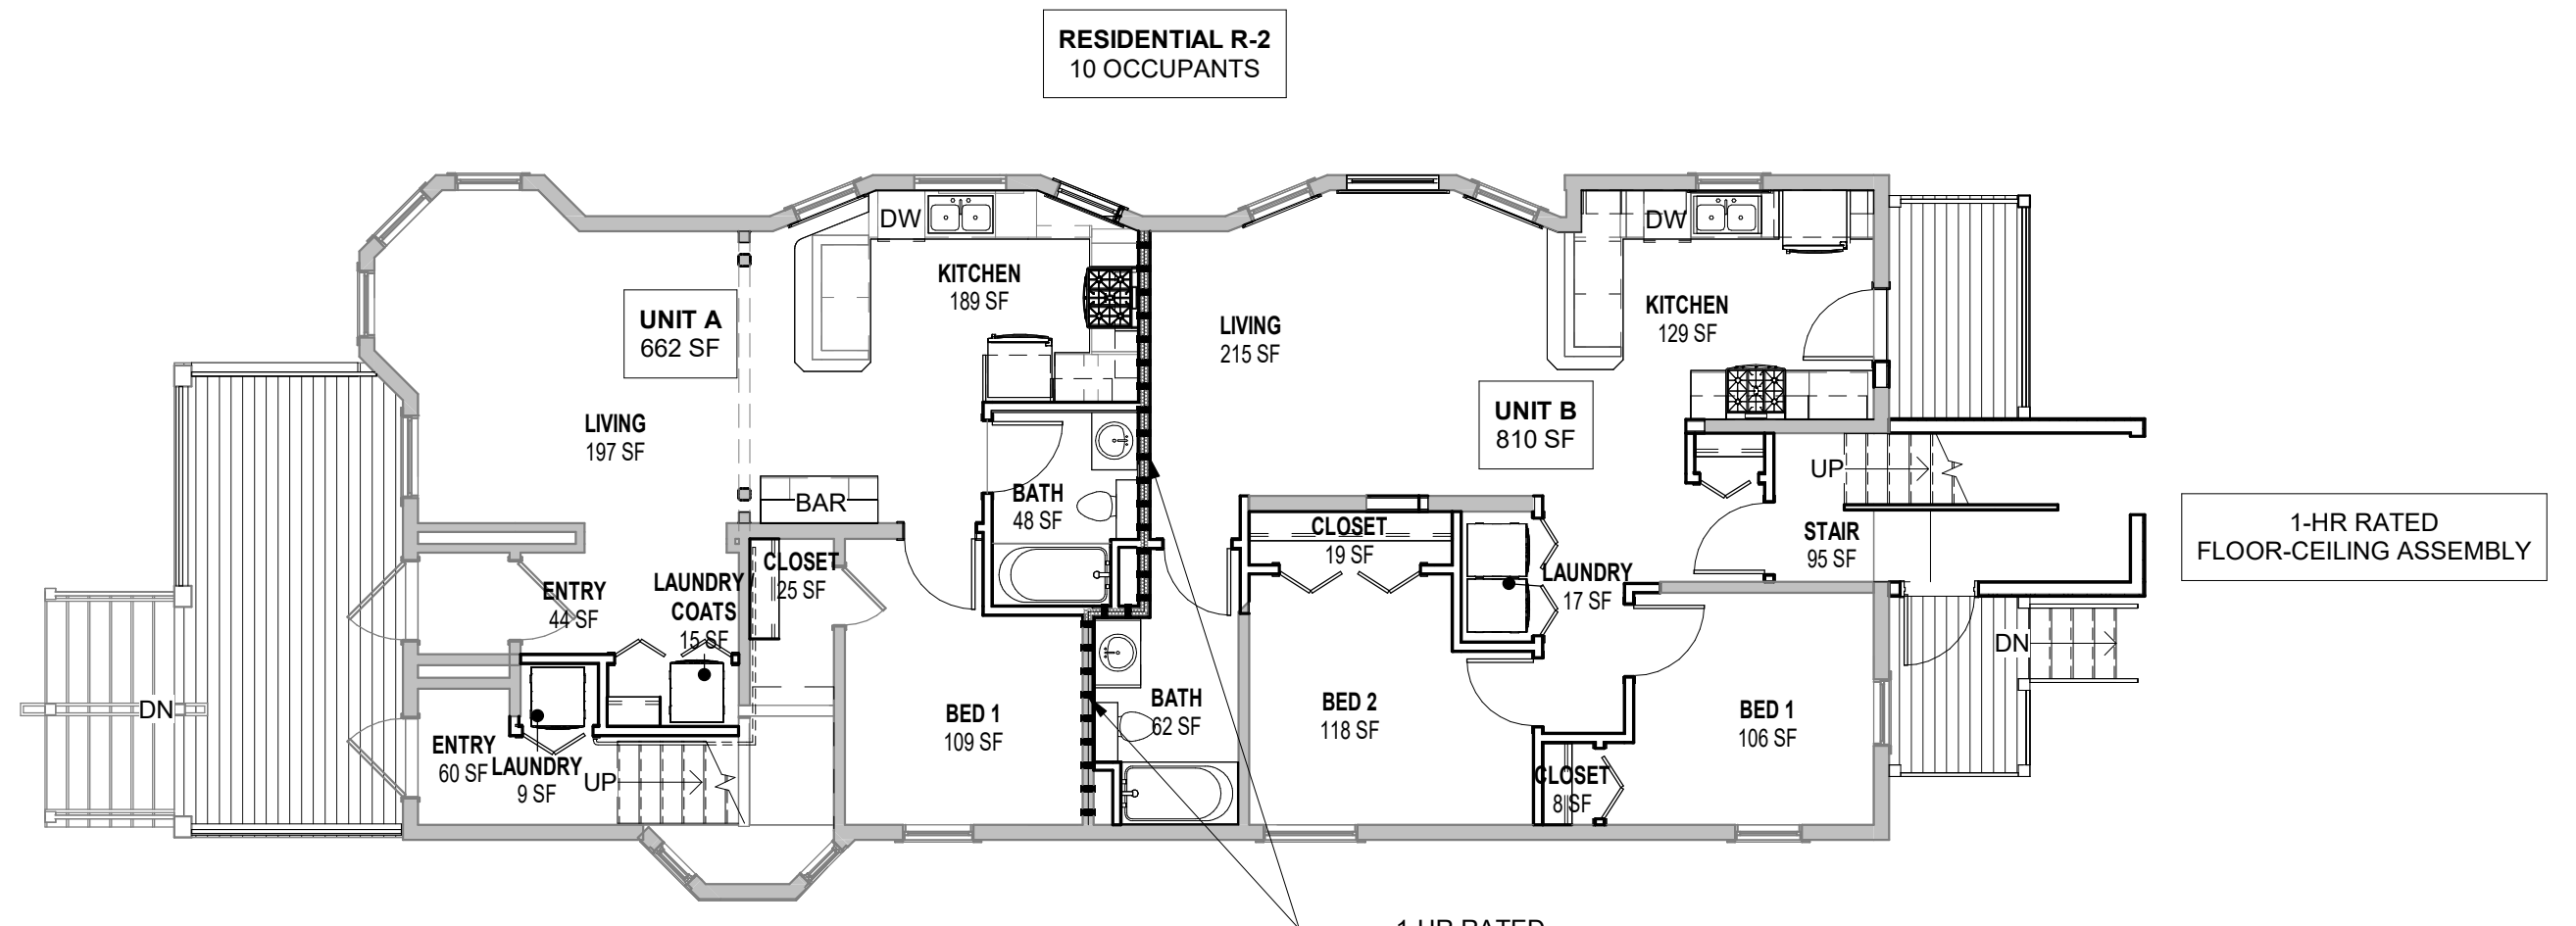 RESIDENTIAL R-2
10 OCCUPANTS
DW
DW
KITCHEN
189 SF
UNIT A
662 SF
LIVING
215 SF
KITCHEN
129 SF
UNIT B
810 SF
LIVING
197 SF
UP
BAR
BATH
48 SF
CLOSET
19 SF
STAIR
95 SF
1-HR RATED
FLOOR-CEILING ASSEMBLY
ENTRY
44 SF
LAUNDRY
COATS
15 SF
CLOSET
25 SF
LAUNDRY
17 SF
DN
DN
BED 1
109 SF
BATH
62 SF
BED 2
118 SF
BED 1
106 SF
ENTRY
60 SF
LAUNDRY
9 SF
UP
CLOSET
8 SF
1-HR RATED